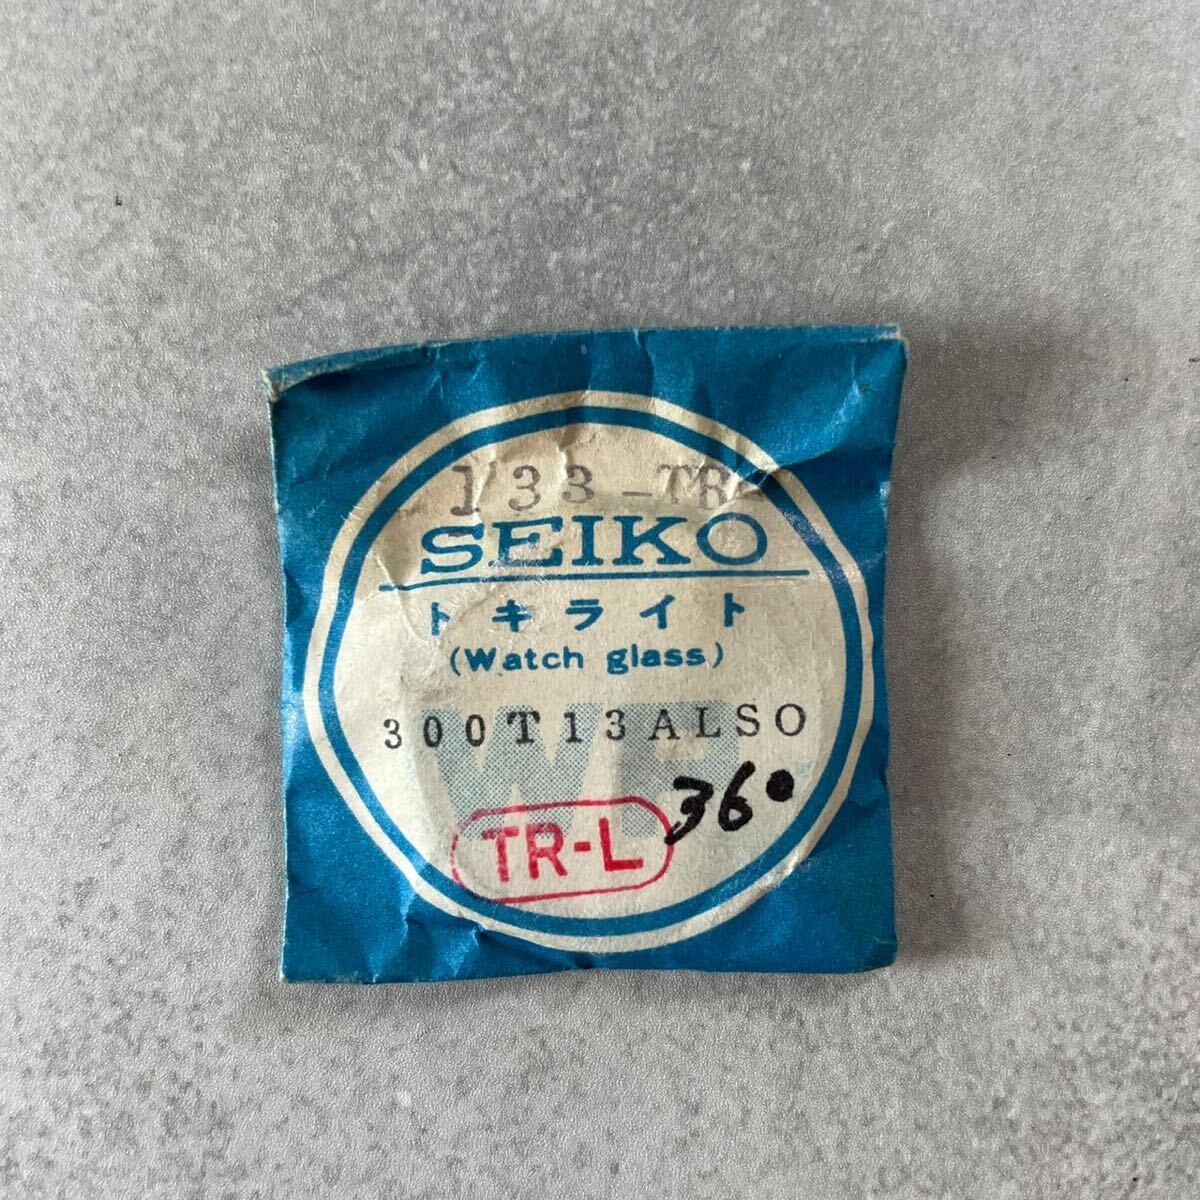 133-TR-
SEIKO
トキライト
(Watch glass)
300T13ALSO
WP
360
TR-L